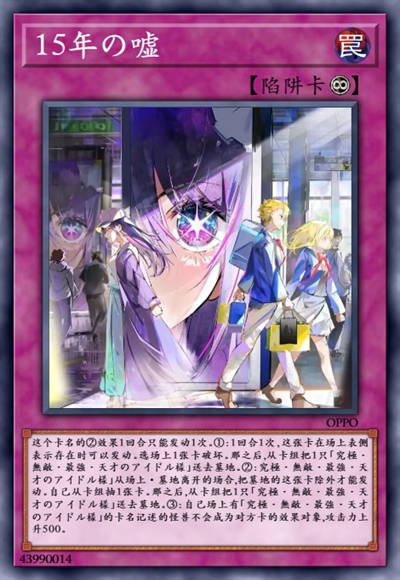 15年の嘘
罠
【陷阱卡∞】
OPPO
这个卡名的②效果1回合只能发动1次。①:1回合1次,这张卡在场上表侧
表示存在时可以发动。选场上1张卡破坏。那之后,从卡组把1只「究極・
無敵・最強・天才のアイドル様」送去墓地。②:究極・無敵・最強・天
才のアイドル様」从场上・墓地离开的场合,把墓地的这张卡除外才能发
动。自己从卡组抽1张卡。那之后,从卡组把1只「究極・無敵・最強・天
才のアイドル様」送去墓地。③:自己场上有「究極・無敵・最強・天才
のアイドル様」的卡名记述的怪兽不会成为对方卡的效果对象,攻击力上
升500。
43990014